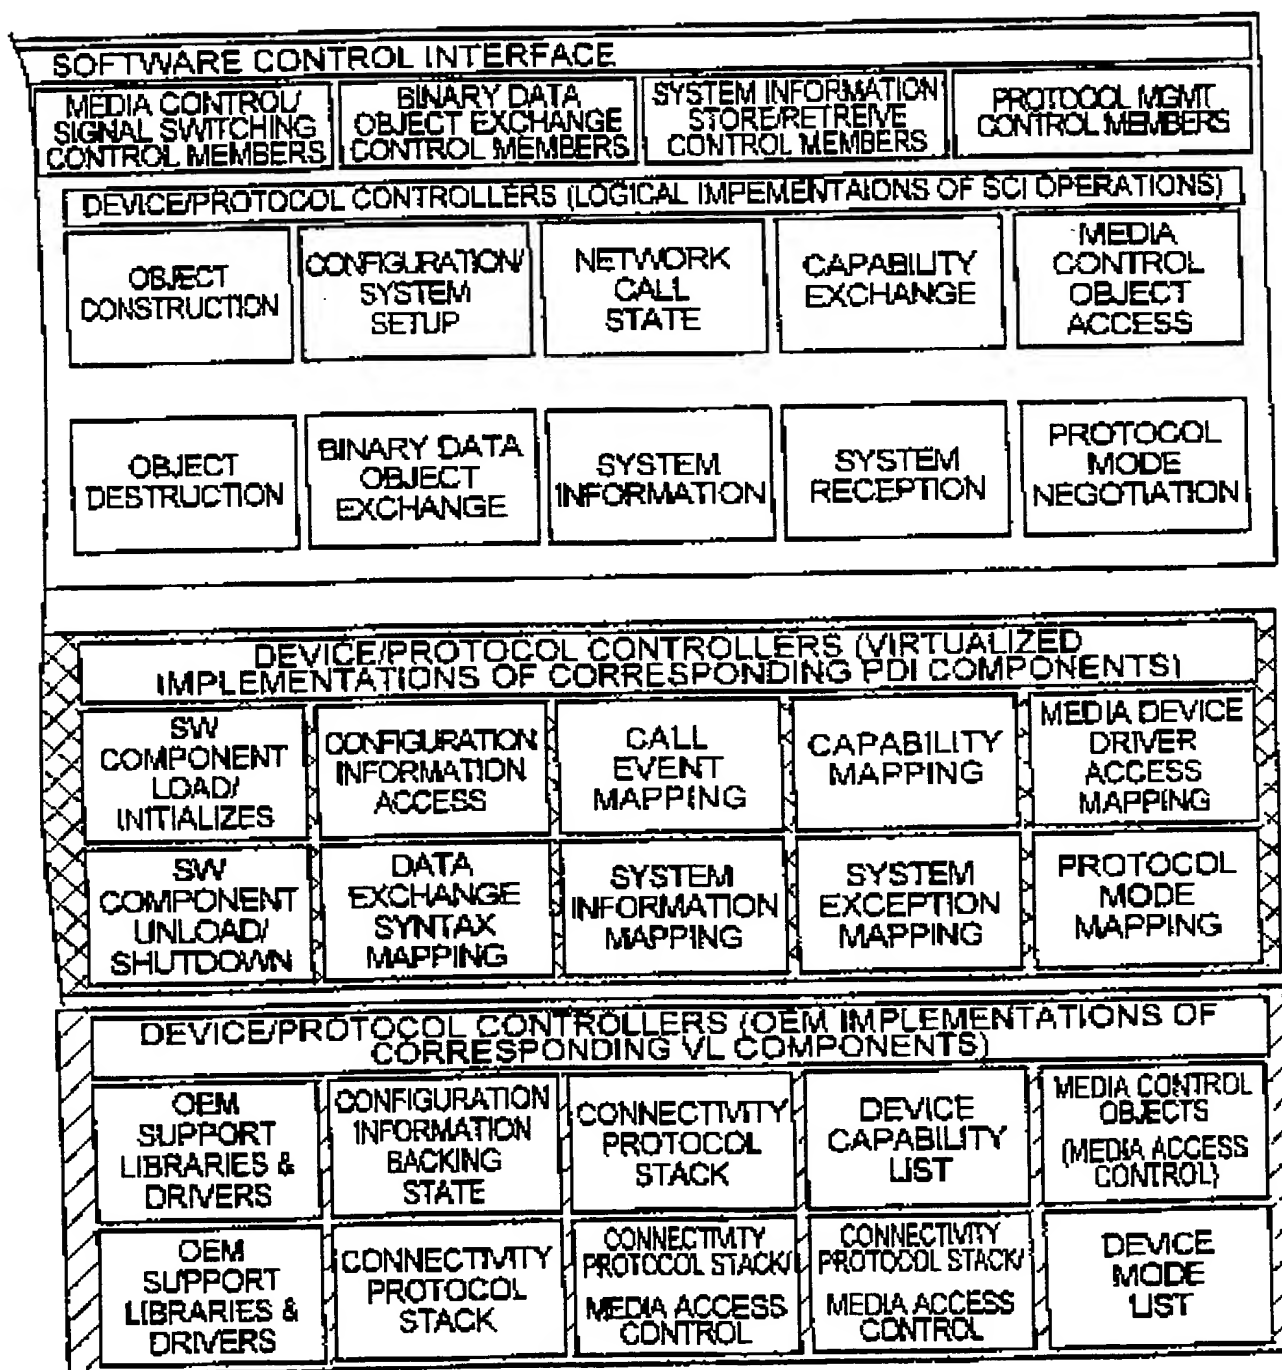 SOFTWARE CONTROL INTERFACE
MEDIA CONTROL/
SIGNAL SWITCHING
CONTROL MEMBERS
BINARY DATA
OBJECT EXCHANGE
CONTROL MEMBERS
SYSTEM INFORMATION
STORE/RETREIVE
CONTROL MEMBERS
PROTOCOL MGMT
CONTROL MEMBERS
DEVICE/PROTOCOL CONTROLLERS (LOGICAL IMPEMENTAIONS OF SCI OPERATIONS)
OBJECT
CONSTRUCTION
CONFIGURATION/
SYSTEM
SETUP
NETWORK
CALL
STATE
CAPABILITY
EXCHANGE
MEDIA
CONTROL
OBJECT
ACCESS
OBJECT
DESTRUCTION
BINARY DATA
OBJECT
EXCHANGE
SYSTEM
INFORMATION
SYSTEM
RECEPTION
PROTOCOL
MODE
NEGOTIATION
DEVICE/PROTOCOL CONTROLLERS (VIRTUALIZED
IMPLEMENTATIONS OF CORRESPONDING PDI COMPONENTS)
SW
COMPONENT
LOAD/
INITIALIZES
CONFIGURATION
INFORMATION
ACCESS
CALL
EVENT
MAPPING
CAPABILITY
MAPPING
MEDIA DEVICE
DRIVER
ACCESS
MAPPING
SW
COMPONENT
UNLOAD/
SHUTDOWN
DATA
EXCHANGE
SYNTAX
MAPPING
SYSTEM
INFORMATION
MAPPING
SYSTEM
EXCEPTION
MAPPING
PROTOCOL
MODE
MAPPING
DEVICE/PROTOCOL CONTROLLERS (OEM IMPLEMENTATIONS OF
CORRESPONDING VL COMPONENTS)
OEM
SUPPORT
LIBRARIES &
DRIVERS
CONFIGURATION
INFORMATION
BACKING
STATE
CONNECTIVITY
PROTOCOL
STACK
DEVICE
CAPABILITY
LIST
MEDIA CONTROL
OBJECTS
(MEDIA ACCESS
CONTROL)
OEM
SUPPORT
LIBRARIES &
DRIVERS
CONNECTIVITY
PROTOCOL
STACK
CONNECTIVITY
PROTOCOL STACK/
MEDIA ACCESS
CONTROL
CONNECTIVITY
PROTOCOL STACK/
MEDIA ACCESS
CONTROL
DEVICE
MODE
LIST